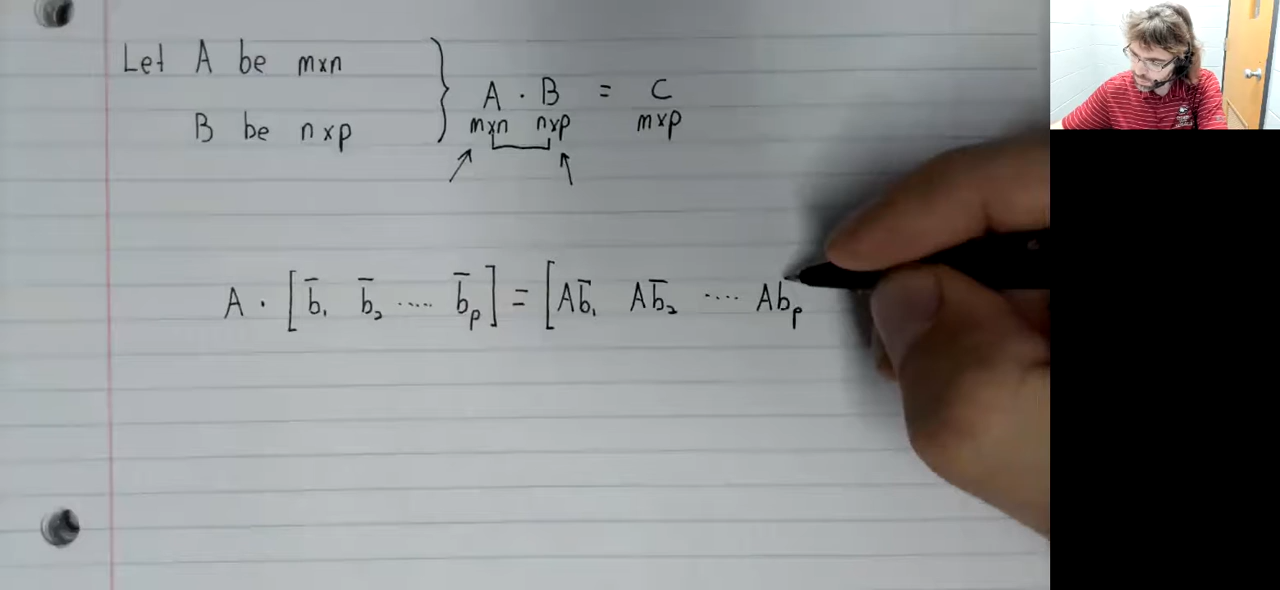 Let A be m×n
B be n×p
A · B = C
m×n n×p m×p
A · [b̄₁ b̄₂ ..... b̄ₚ] = [Ab̄₁ Ab̄₂ .... Abₚ